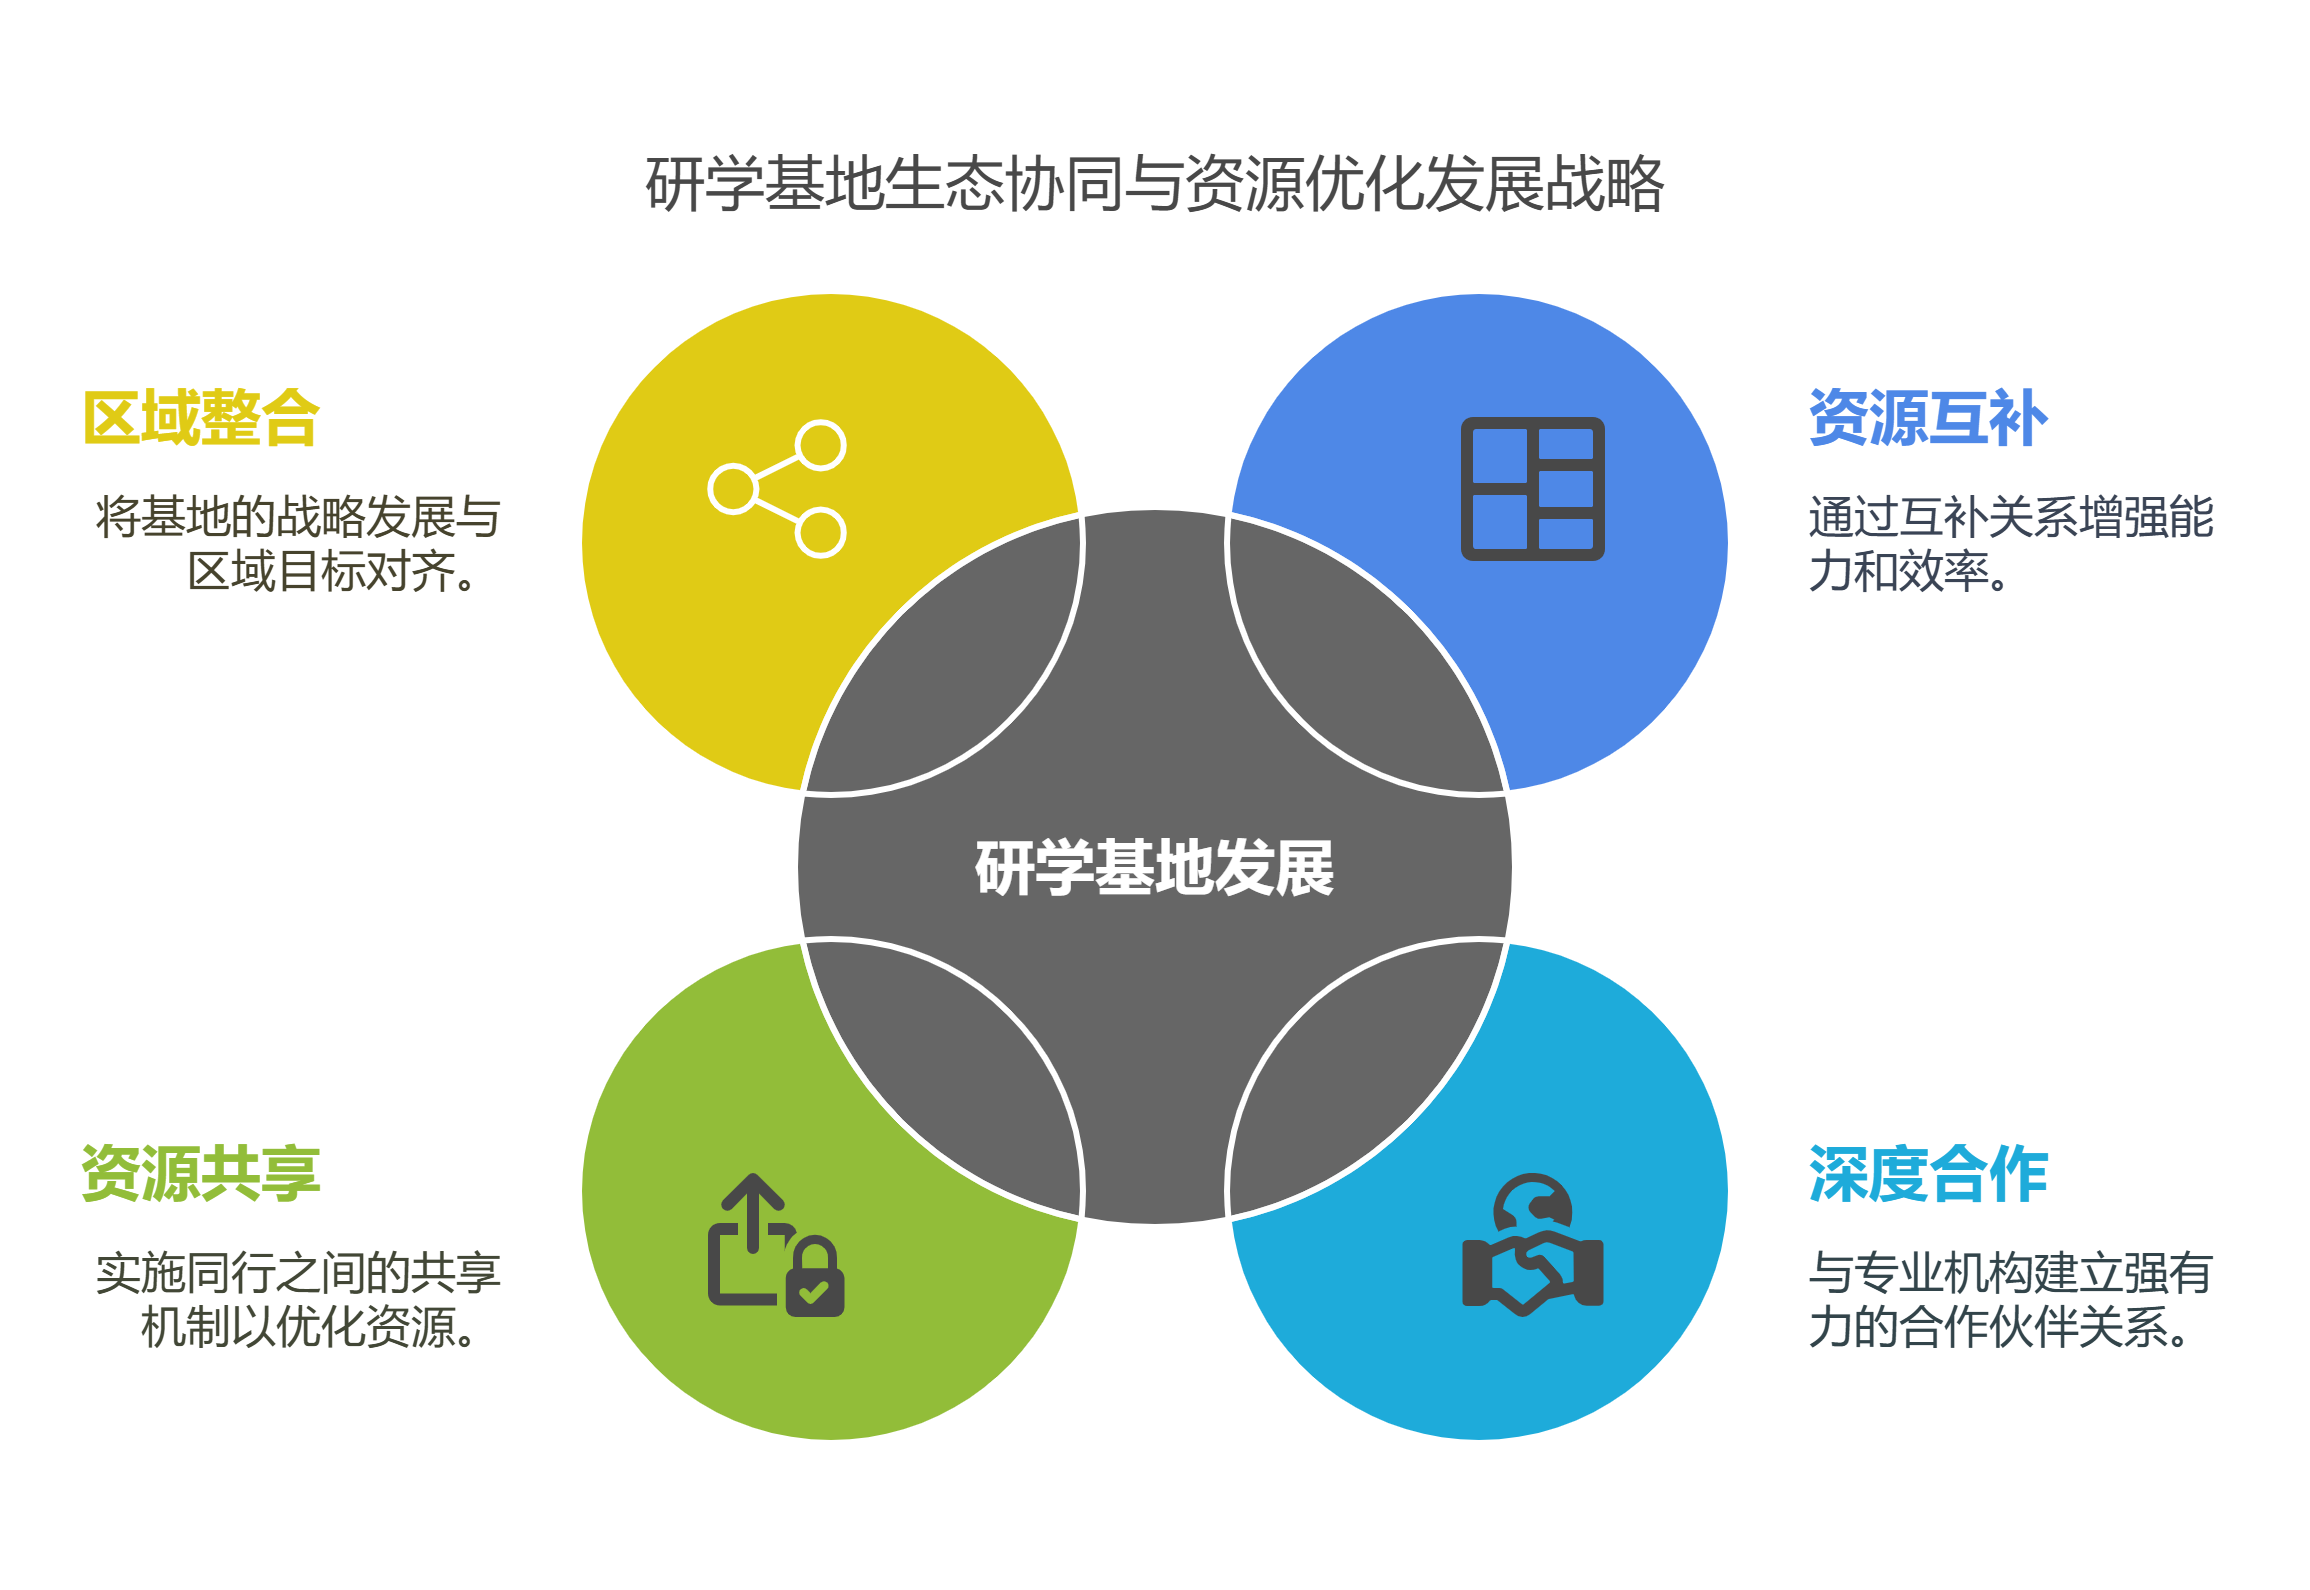 研学基地生态协同与资源优化发展战略
区域整合
将基地的战略发展与
区域目标对齐。
资源互补
通过互补关系增强能
力和效率。
研学基地发展
资源共享
实施同行之间的共享
机制以优化资源。
深度合作
与专业机构建立强有
力的合作伙伴关系。